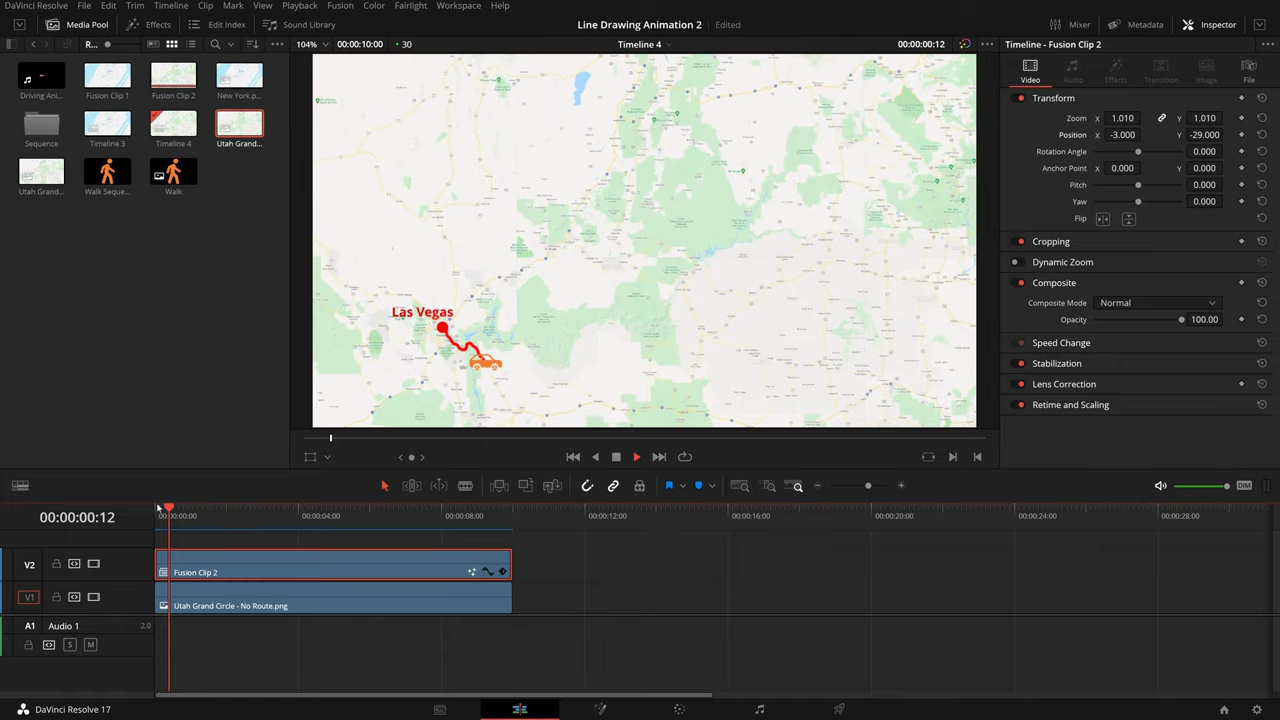 DaVinci Resolve File Edit Trim Timeline Clip Mark View Playback Fusion Color Fairlight Workspace Help
Media Pool Effects Edit Index Sound Library
Line Drawing Animation 2 Edited
Mixer Metadata Inspector
R... 104% 00:00:10:00 30 Timeline 4 00:00:00:12
Timeline - Fusion Clip 2
Video Audio Effects Transition Image File
Driving Ani... Fusion Clip 1 Fusion Clip 2 New York.p...
Sequence Timeline 3 Timeline 4 Utah Grand...
Utah Grand... Walk Seque... Walk
Las Vegas
Transform
Zoom X 1.010 Y 1.010
Position X -3.000 Y -29.000
Rotation Angle 0.000
Anchor Point X 0.000 Y 0.000
Pitch 0.000
Yaw 0.000
Flip
Cropping
Dynamic Zoom
Composite
Composite Mode Normal
Opacity 100.00
Speed Change
Stabilization
Lens Correction
Retime and Scaling
DIM
00:00:00:12
00:00:00:00 00:00:04:00 00:00:08:00 00:00:12:00 00:00:16:00 00:00:20:00 00:00:24:00 00:00:28:00
V2 Fusion Clip 2
V1 Utah Grand Circle - No Route.png
A1 Audio 1 2.0
S M
DaVinci Resolve 17